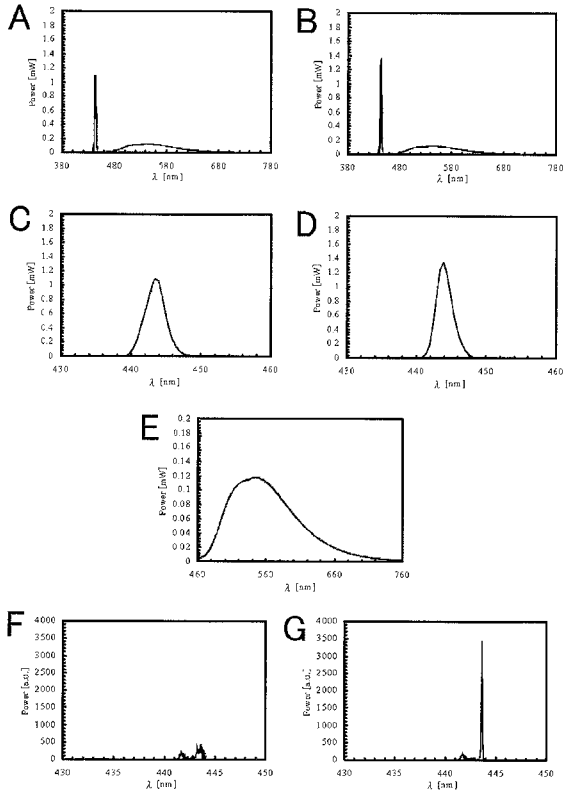 A
Power [mW]
2
1.8
1.6
1.4
1.2
1
0.8
0.6
0.4
0.2
0
380 480 580 680 780
λ [nm]
B
Power [mW]
2
1.8
1.6
1.4
1.2
1
0.8
0.6
0.4
0.2
0
380 480 580 680 780
λ [nm]
C
Power [mW]
2
1.8
1.6
1.4
1.2
1
0.8
0.6
0.4
0.2
0
430 440 450 460
λ [nm]
D
Power [mW]
2
1.8
1.6
1.4
1.2
1
0.8
0.6
0.4
0.2
0
420 440 450 460
λ [nm]
E
Power [mW]
0.2
0.18
0.16
0.14
0.12
0.1
0.08
0.06
0.04
0.02
0
460 560 660 760
λ [nm]
F
Power [a.u.]
4000
3500
3000
2500
2000
1500
1000
500
0
430 435 440 445 450
λ [nm]
G
Power [a.u.]
4000
3500
3000
2500
2000
1500
1000
500
0
430 435 440 445 450
λ [nm]